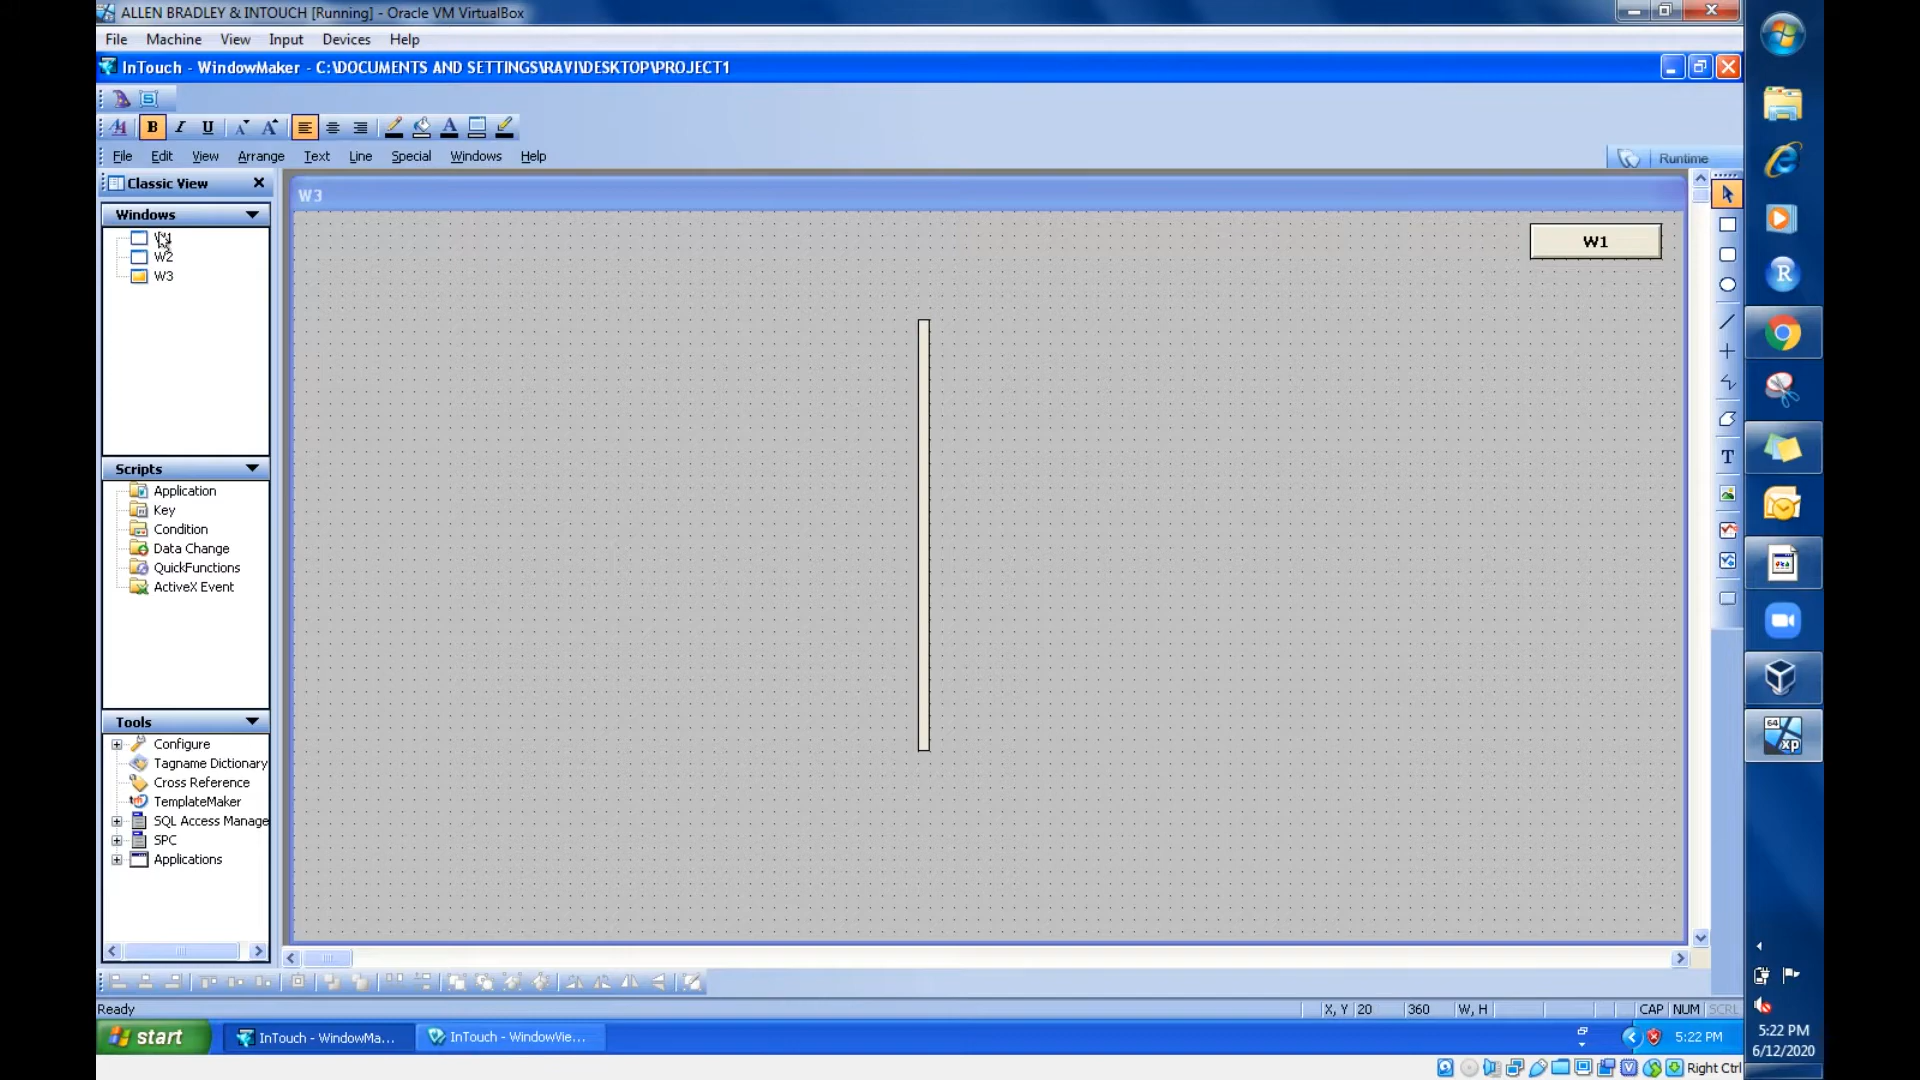 ALLEN BRADLEY & INTOUCH [Running] - Oracle VM VirtualBox
File Machine View Input Devices Help
InTouch - WindowMaker - C:\DOCUMENTS AND SETTINGS\RAVI\DESKTOP\PROJECT1
B I U A A A
File Edit View Arrange Text Line Special Windows Help
Runtime
Classic View
W3
Windows
W1
W2
W3
W1
Scripts
Application
Key
Condition
Data Change
QuickFunctions
ActiveX Event
T
Tools
Configure
Tagname Dictionary
Cross Reference
TemplateMaker
SQL Access Manage
SPC
Applications
Ready
X, Y 20 360 W, H
CAP NUM SCRL
start
InTouch - WindowMa...
InTouch - WindowVie...
5:22 PM
5:22 PM
6/12/2020
Right Ctrl
R
64
xp